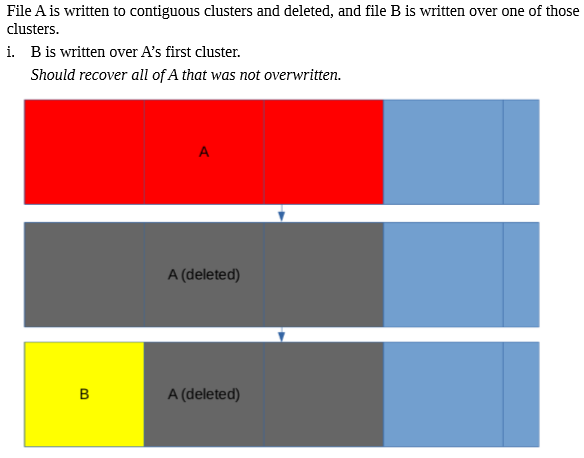 File A is written to contiguous clusters and deleted, and file B is written over one of those
clusters.
i. B is written over A’s first cluster.
Should recover all of A that was not overwritten.
A
A (deleted)
B A (deleted)